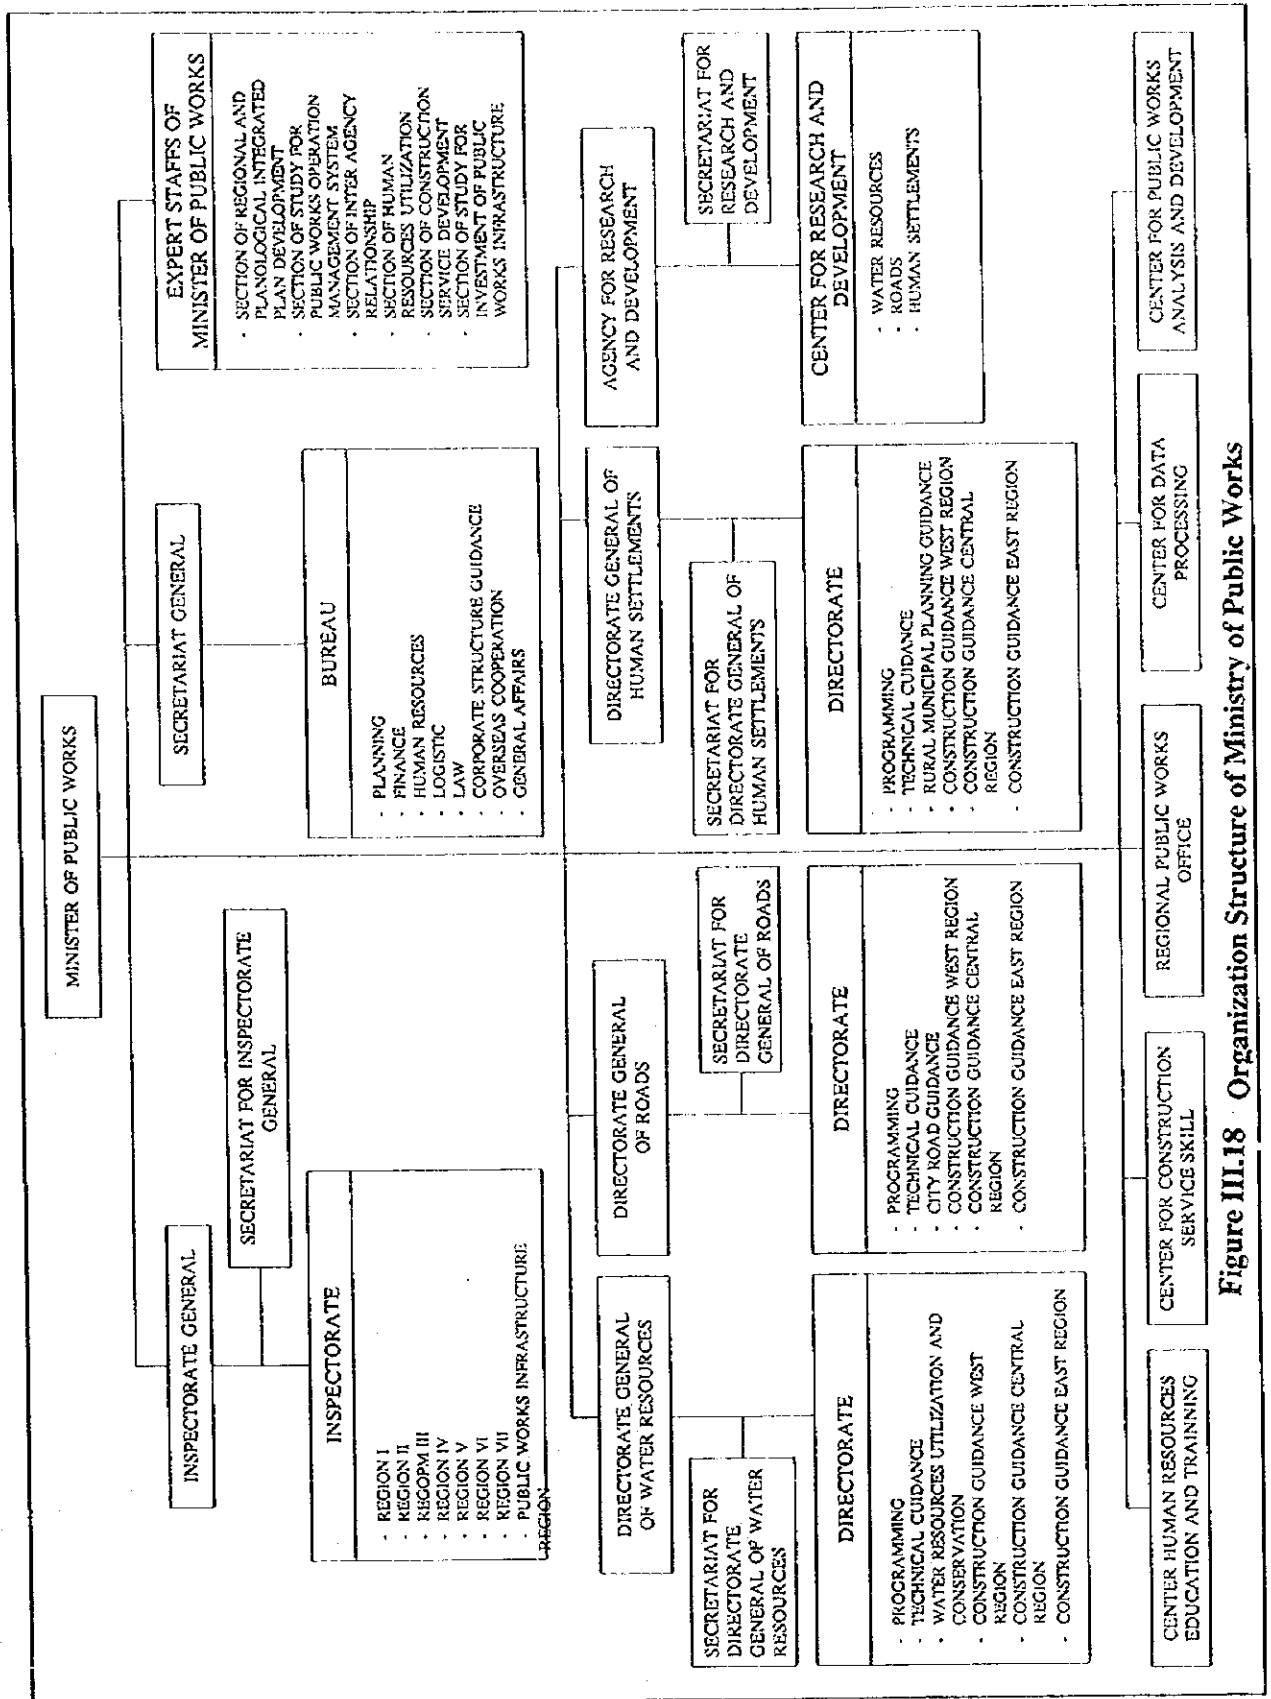 MINISTER OF PUBLIC WORKS
INSPECTORATE GENERAL
SECRETARIAT FOR INSPECTORATE
GENERAL
INSPECTORATE
- REGION I
- REGION II
- REGOPM III
- REGION IV
- REGION V
- REGION VI
- REGION VII
- PUBLIC WORKS INFRASTRUCTURE
REGION
SECRETARIAT GENERAL
BUREAU
- PLANNING
- FINANCE
- HUMAN RESOURCES
- LOGISTIC
- LAW
- CORPORATE STRUCTURE GUIDANCE
- OVERSEAS COOPERATION
- GENERAL AFFAIRS
EXPERT STAFFS OF
MINISTER OF PUBLIC WORKS
- SECTION OF REGIONAL AND
PLANOLOGICAL INTEGRATED
PLAN DEVELOPMENT
- SECTION OF STUDY FOR
PUBLIC WORKS OPERATION
MANAGEMENT SYSTEM
- SECTION OF INTER AGENCY
RELATIONSHIP
- SECTION OF HUMAN
RESOURCES UTILIZATION
- SECTION OF CONSTRUCTION
SERVICE DEVELOPMENT
- SECTION OF STUDY FOR
INVESTMENT OF PUBLIC
WORKS INFRASTRUCTURE
DIRECTORATE GENERAL
OF WATER RESOURCES
SECRETARIAT FOR
DIRECTORATE
GENERAL OF WATER
RESOURCES
DIRECTORATE
- PROGRAMMING
- TECHNICAL GUIDANCE
- WATER RESOURCES UTILIZATION AND
CONSERVATION
- CONSTRUCTION GUIDANCE WEST
REGION
- CONSTRUCTION GUIDANCE CENTRAL
REGION
- CONSTRUCTION GUIDANCE EAST REGION
DIRECTORATE GENERAL
OF ROADS
SECRETARIAT FOR
DIRECTORATE
GENERAL OF ROADS
DIRECTORATE
- PROGRAMMING
- TECHNICAL GUIDANCE
- CITY ROAD GUIDANCE
- CONSTRUCTION GUIDANCE WEST REGION
- CONSTRUCTION GUIDANCE CENTRAL
REGION
- CONSTRUCTION GUIDANCE EAST REGION
DIRECTORATE GENERAL OF
HUMAN SETTLEMENTS
SECRETARIAT FOR
DIRECTORATE GENERAL OF
HUMAN SETTLEMENTS
DIRECTORATE
- PROGRAMMING
- TECHNICAL GUIDANCE
- RURAL MUNICIPAL PLANNING GUIDANCE
- CONSTRUCTION GUIDANCE WEST REGION
- CONSTRUCTION GUIDANCE CENTRAL
REGION
- CONSTRUCTION GUIDANCE EAST REGION
AGENCY FOR RESEARCH
AND DEVELOPMENT
SECRETARIAT FOR
RESEARCH AND
DEVELOPMENT
CENTER FOR RESEARCH AND
DEVELOPMENT
- WATER RESOURCES
- ROADS
- HUMAN SETTLEMENTS
CENTER HUMAN RESOURCES
EDUCATION AND TRAINNING
CENTER FOR CONSTRUCTION
SERVICE SKILL
REGIONAL PUBLIC WORKS
OFFICE
CENTER FOR DATA
PROCESSING
CENTER FOR PUBLIC WORKS
ANALYSIS AND DEVELOPMENT
Figure III.18 Organization Structure of Ministry of Public Works